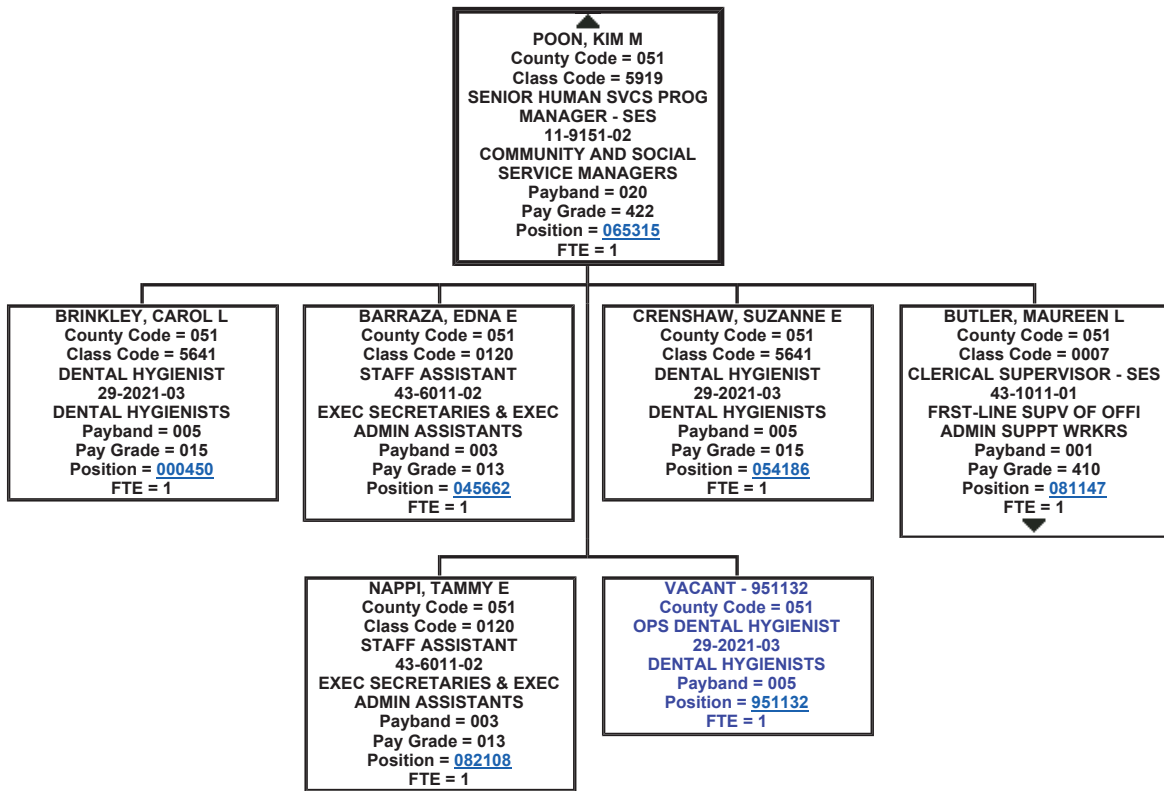 POON, KIM M
County Code = 051
Class Code = 5919
SENIOR HUMAN SVCS PROG
MANAGER - SES
11-9151-02
COMMUNITY AND SOCIAL
SERVICE MANAGERS
Payband = 020
Pay Grade = 422
Position = 065315
FTE = 1
BRINKLEY, CAROL L
County Code = 051
Class Code = 5641
DENTAL HYGIENIST
29-2021-03
DENTAL HYGIENISTS
Payband = 005
Pay Grade = 015
Position = 000450
FTE = 1
BARRAZA, EDNA E
County Code = 051
Class Code = 0120
STAFF ASSISTANT
43-6011-02
EXEC SECRETARIES & EXEC
ADMIN ASSISTANTS
Payband = 003
Pay Grade = 013
Position = 045662
FTE = 1
CRENSHAW, SUZANNE E
County Code = 051
Class Code = 5641
DENTAL HYGIENIST
29-2021-03
DENTAL HYGIENISTS
Payband = 005
Pay Grade = 015
Position = 054186
FTE = 1
BUTLER, MAUREEN L
County Code = 051
Class Code = 0007
CLERICAL SUPERVISOR - SES
43-1011-01
FRST-LINE SUPV OF OFFI
ADMIN SUPPT WRKRS
Payband = 001
Pay Grade = 410
Position = 081147
FTE = 1
NAPPI, TAMMY E
County Code = 051
Class Code = 0120
STAFF ASSISTANT
43-6011-02
EXEC SECRETARIES & EXEC
ADMIN ASSISTANTS
Payband = 003
Pay Grade = 013
Position = 082108
FTE = 1
VACANT - 951132
County Code = 051
OPS DENTAL HYGIENIST
29-2021-03
DENTAL HYGIENISTS
Payband = 005
Position = 951132
FTE = 1